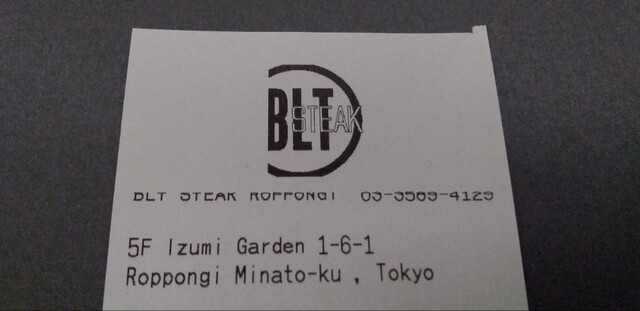 BLT
STEAK
BLT STEAK ROPPONGI 03-3589-4129
5F Izumi Garden 1-6-1
Roppongi Minato-ku , Tokyo